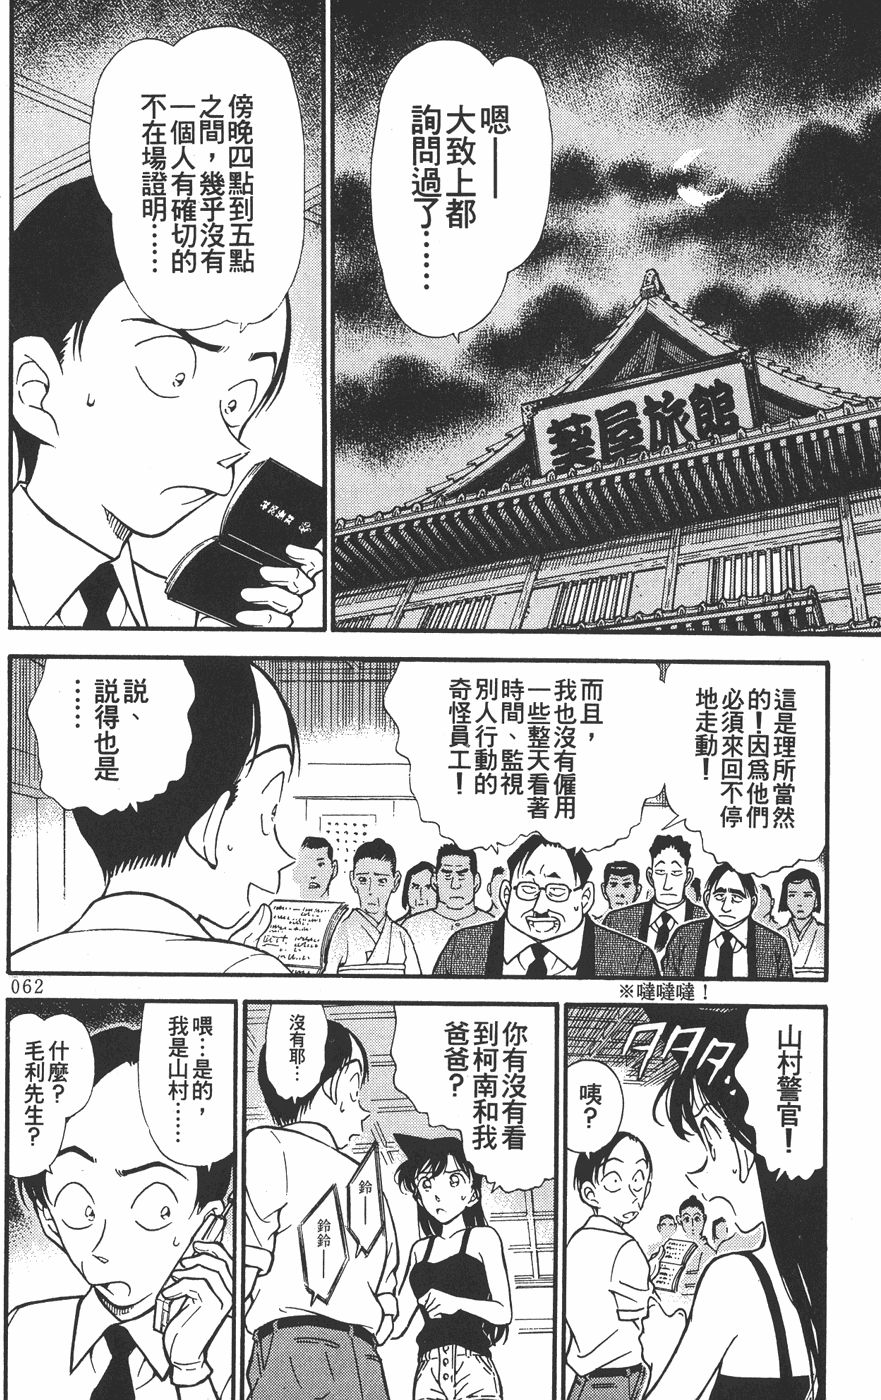 嗯——
大致上都
詢問過了……
葵屋旅館
傍晚四點到五點
之間，幾乎沒有
一個人有確切的
不在場證明……
這是理所當然
的！因爲他們
必須來回不停
地走動！
而且，
我也沒有僱用
一些整天看著
時間、監視
別人行動的
奇怪員工！
說、
說得也是
……
062
※噠噠噠！
山村警官！
タタタ
咦？
你有沒有看
到柯南和我
爸爸？
沒有耶…
鈴——
鈴鈴——
喂…是的，
我是山村……
什麼？
毛利先生？